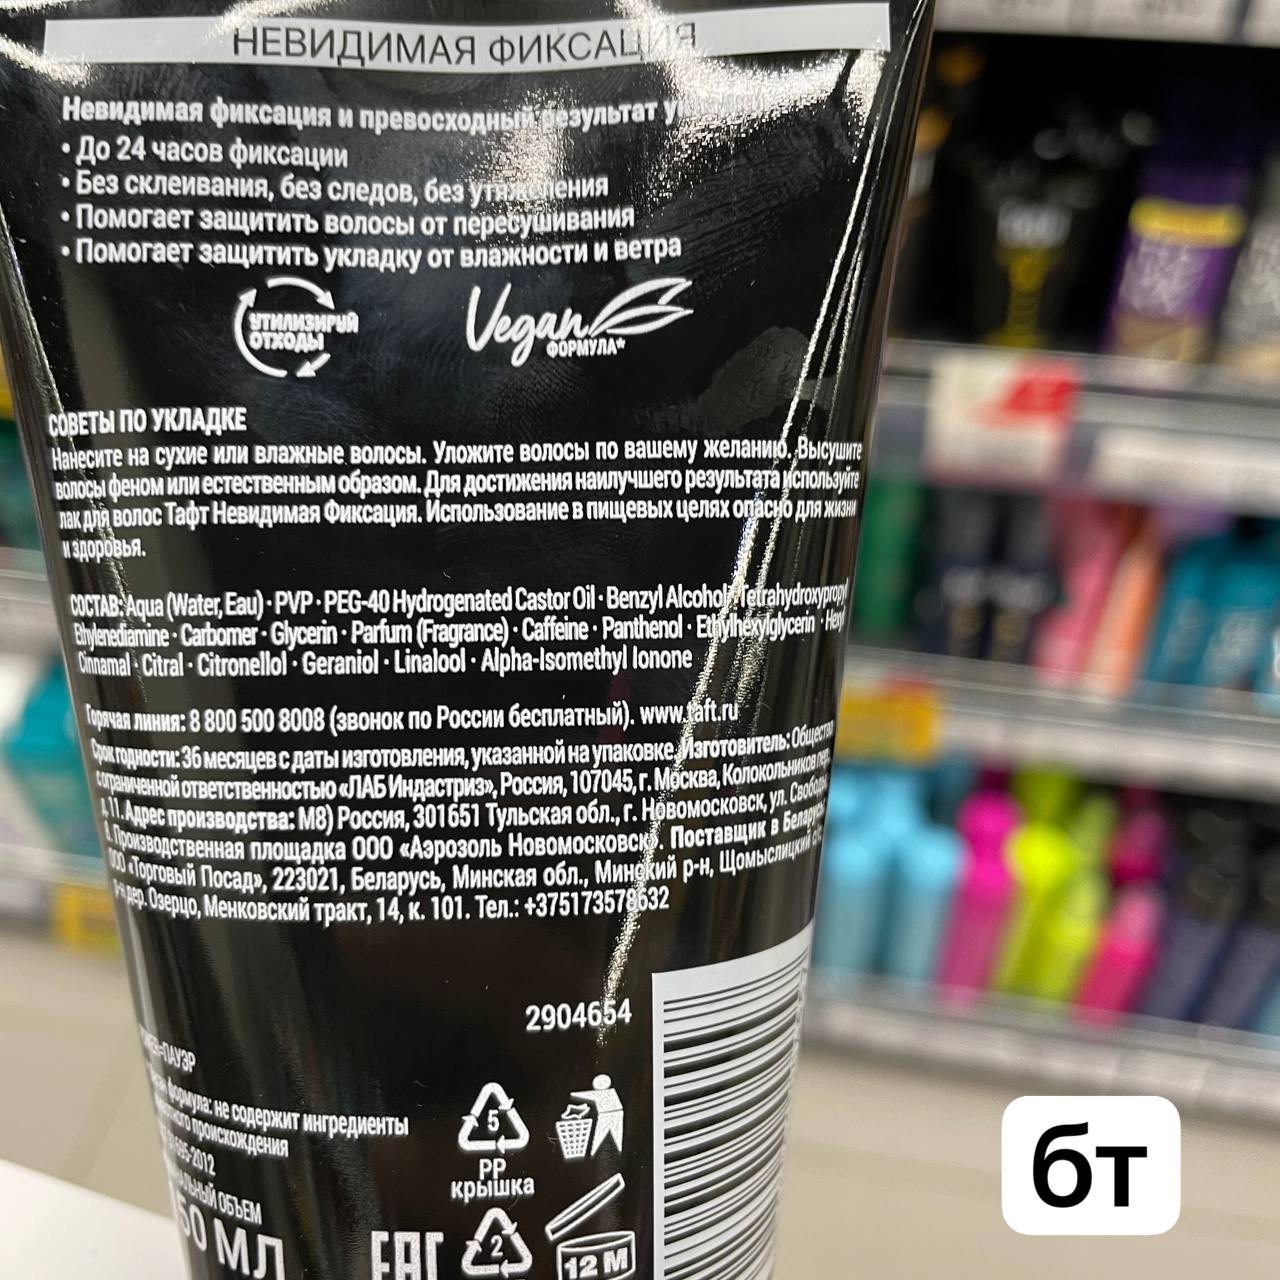 НЕВИДИМАЯ ФИКСАЦИЯ
Невидимая фиксация и превосходный результат
• До 24 часов фиксации
• Без склеивания, без следов, без утяжеления
• Помогает защитить волосы от пересушивания
• Помогает защитить укладку от влажности и ветра
УТИЛИЗИРУЙ
ОТХОДЫ
Vegan
ФОРМУЛА*
СОВЕТЫ ПО УКЛАДКЕ
Нанесите на сухие или влажные волосы. Уложите волосы по вашему желанию. Высушите
волосы феном или естественным образом. Для достижения наилучшего результата используйте
лак для волос Тафт Невидимая Фиксация. Использование в пищевых целях опасно для жизни
и здоровья.
СОСТАВ: Aqua (Water, Eau) · PVP · PEG-40 Hydrogenated Castor Oil · Benzyl Alcohol · Tetrahydroxypropyl
Ethylenediamine · Carbomer · Glycerin · Parfum (Fragrance) · Caffeine · Panthenol · Ethylhexylglycerin · Hexyl
Cinnamal · Citral · Citronellol · Geraniol · Linalool · Alpha-Isomethyl Ionone
Горячая линия: 8 800 500 8008 (звонок по России бесплатный). www.taft.ru
Срок годности: 36 месяцев с даты изготовления, указанной на упаковке. Изготовитель: Общество
ограниченной ответственностью «ЛАБ Индастриз», Россия, 107045, г. Москва, Колокольников пер.,
д. 11. Адрес производства: М8) Россия, 301651 Тульская обл., г. Новомосковск, ул. Свободы
Производственная площадка ООО «Аэрозоль Новомосковск». Поставщик в Беларусь
ООО «Торговый Посад», 223021, Беларусь, Минская обл., Минский р-н, Щомыслицкий с/с
р-н дер. Озерцо, Менковский тракт, 14, к. 101. Тел.: +375173578632
2904654
ПАУЭР
формула: не содержит ингредиенты
происхождения
-2012
ОБЪЕМ
50 МЛ
5
PP
крышка
EAC
2
12 M
бт